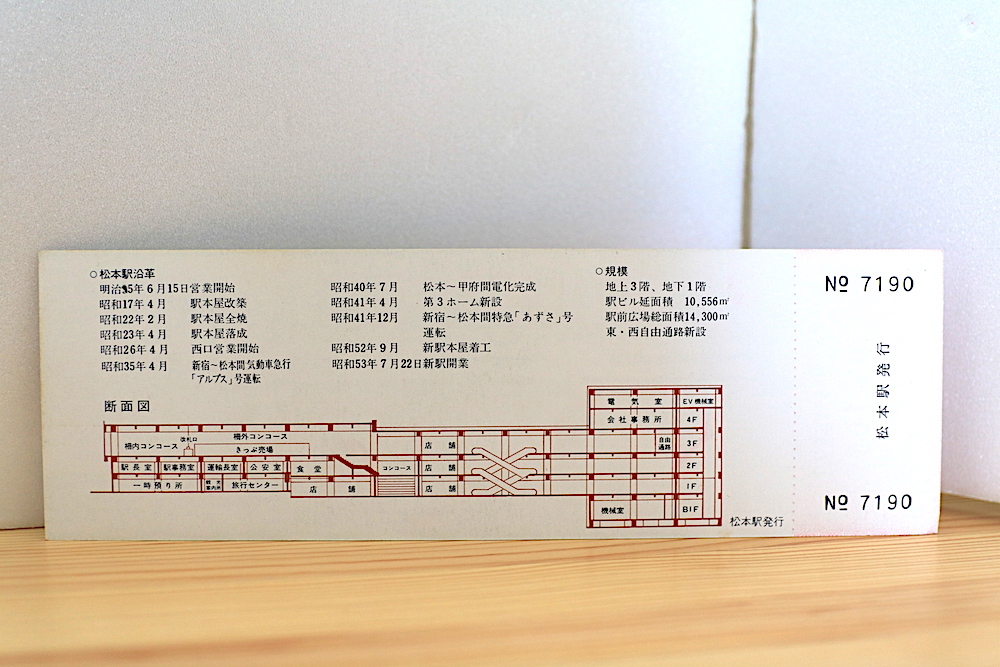 ○松本駅沿革
明治35年6月15日営業開始
昭和17年4月 駅本屋改築
昭和22年2月 駅本屋全焼
昭和23年4月 駅本屋落成
昭和26年4月 西口営業開始
昭和35年4月 新宿～松本間気動車急行
「アルプス」号運転
昭和40年7月 松本～甲府間電化完成
昭和41年4月 第3ホーム新設
昭和41年12月 新宿～松本間特急「あずさ」号
運転
昭和52年9月 新駅本屋着工
昭和53年7月22日新駅開業
○規模
地上3階、地下1階
駅ビル延面積 10,556㎡
駅前広場総面積14,300㎡
東・西自由通路新設
断面図
柵内コンコース
改札口
柵外コンコース
きっぷ売場
駅長室
駅事務室
運輸長室
公安室
食堂
一時預り所
観光
案内所
旅行センター
店舗
コンコース
店舗
店舗
店舗
電気室
EV機械室
会社事務所
4F
自由
通路
3F
2F
1F
機械室
B1F
松本駅発行
No 7190
松本駅発行
No 7190